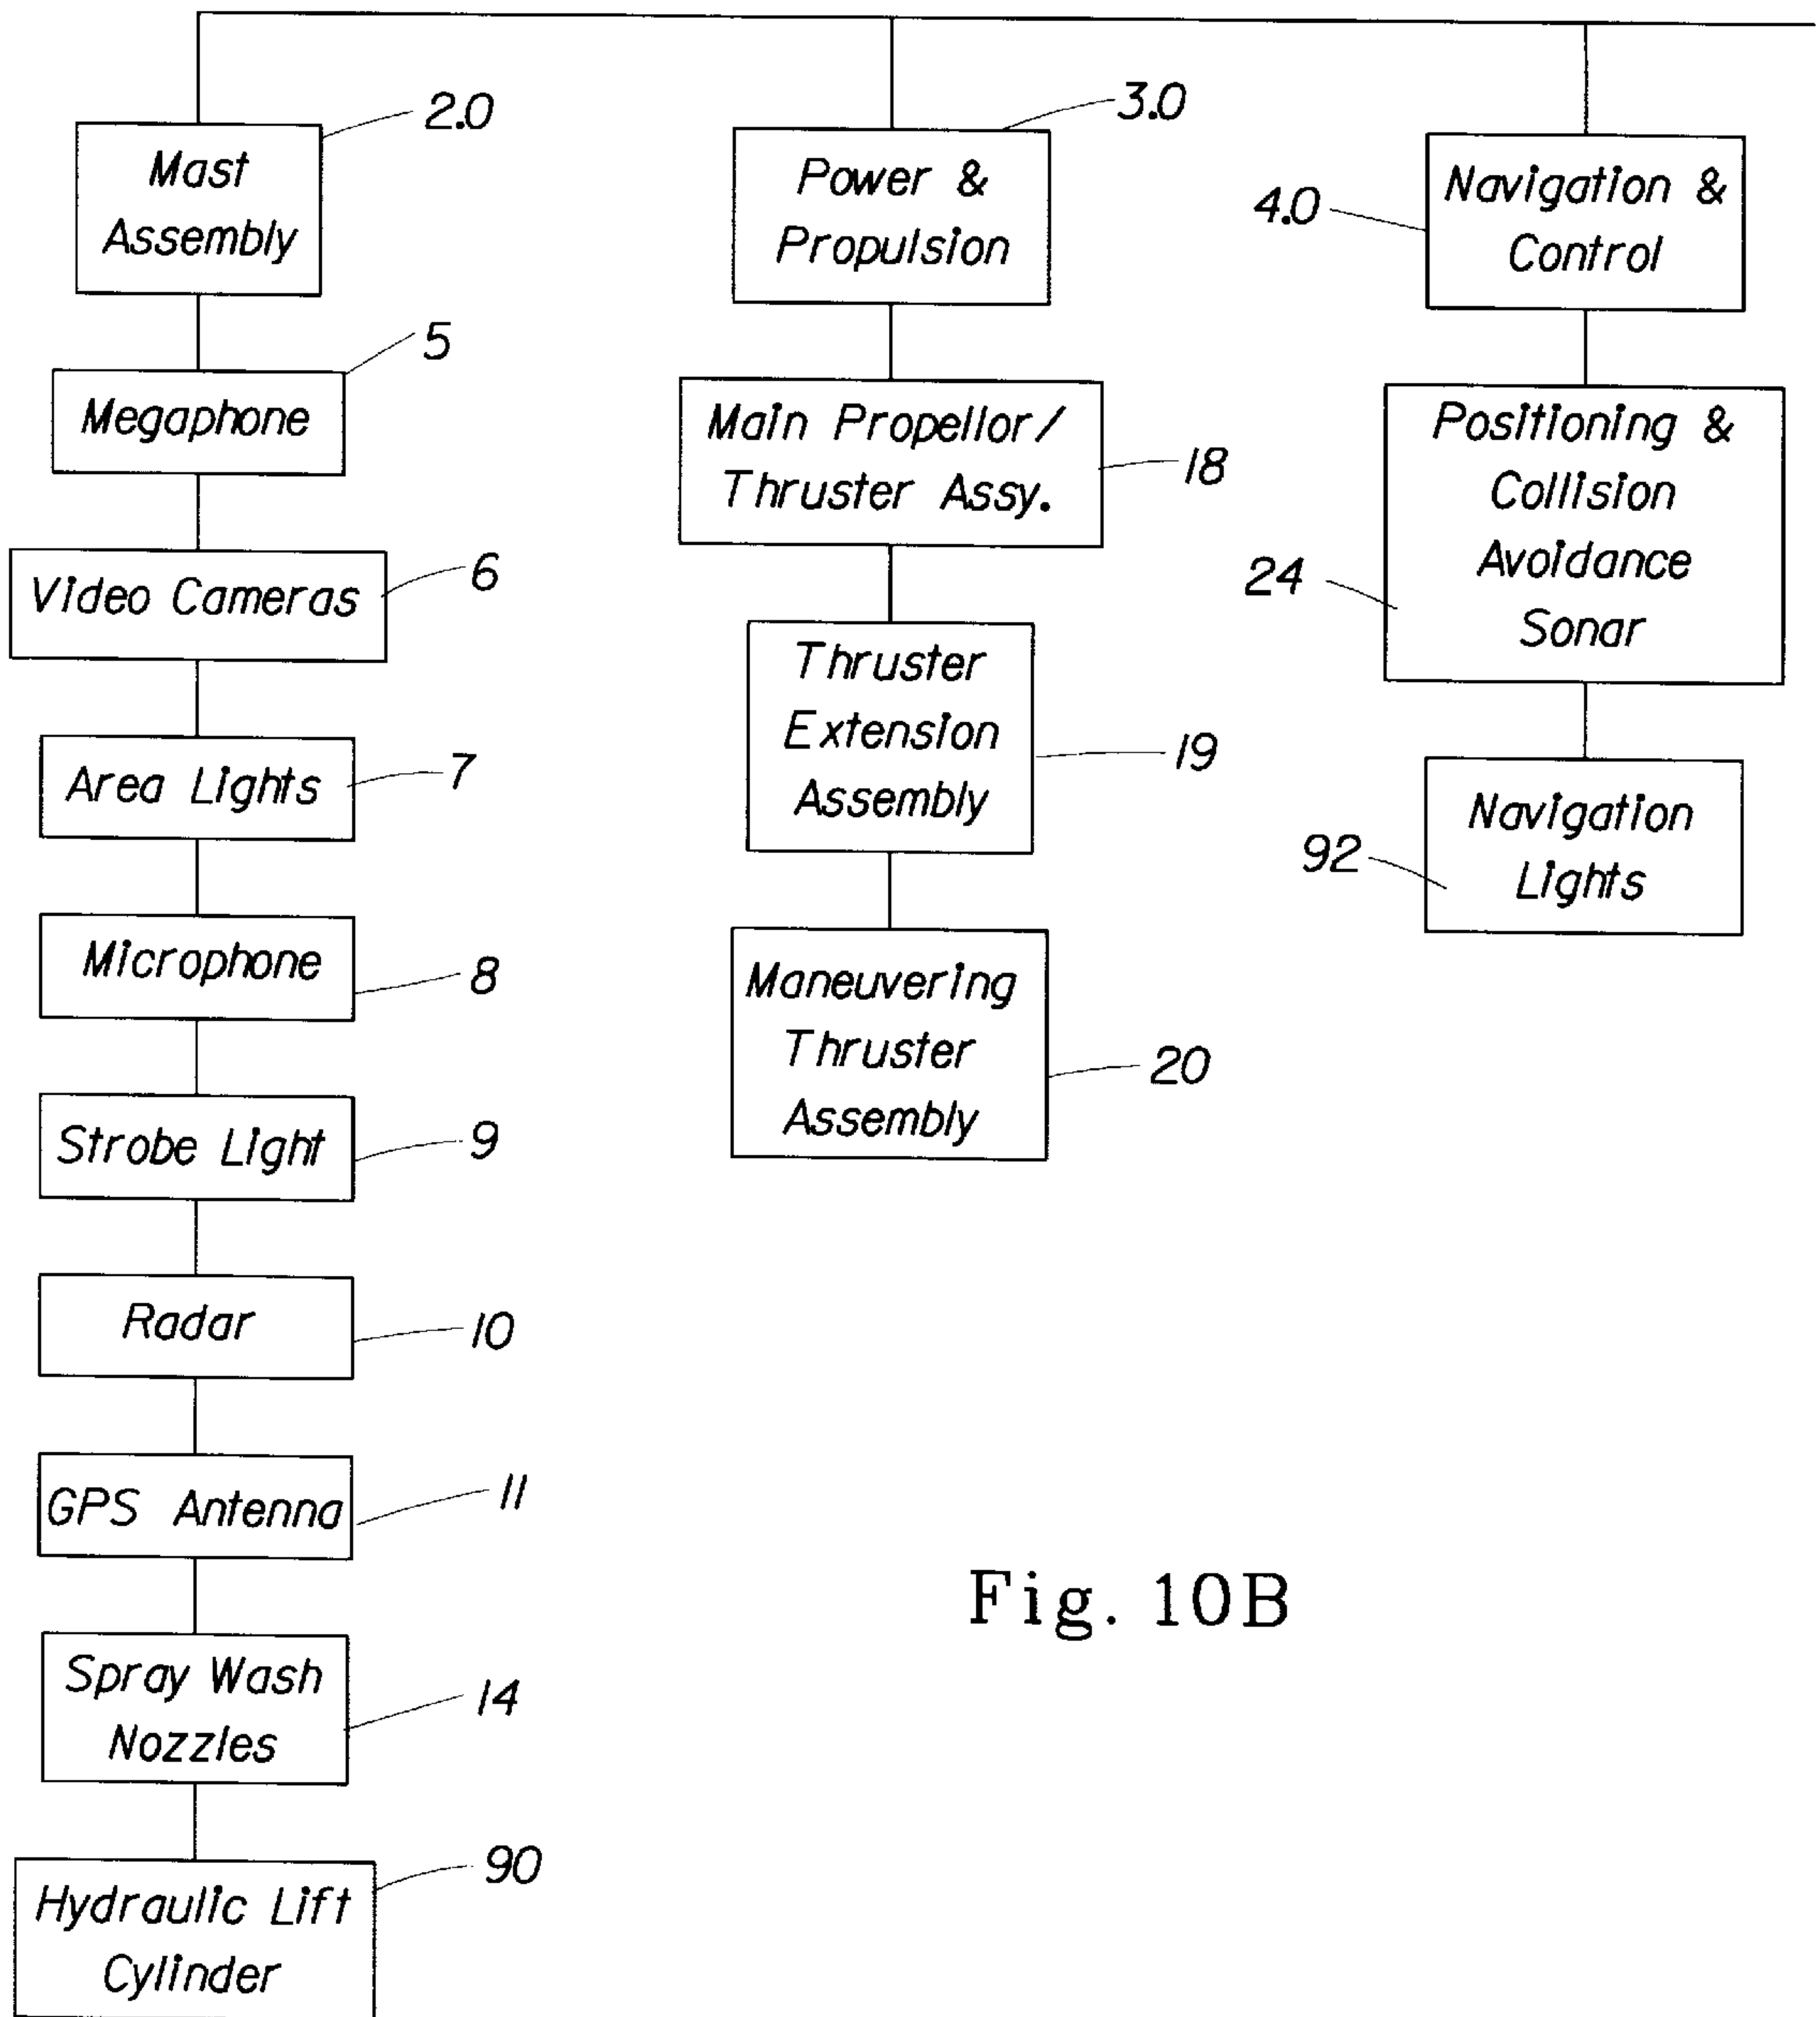 2.0
Mast
Assembly
5
Megaphone
Video Cameras
6
Area Lights
7
Microphone
8
Strobe Light
9
Radar
10
GPS Antenna
11
Spray Wash
Nozzles
14
90
Hydraulic Lift
Cylinder
3.0
Power &
Propulsion
Main Propellor/
Thruster Assy.
18
Thruster
Extension
Assembly
19
Maneuvering
Thruster
Assembly
20
4.0
Navigation &
Control
Positioning &
Collision
Avoidance
Sonar
24
Navigation
Lights
92
Fig. 10B